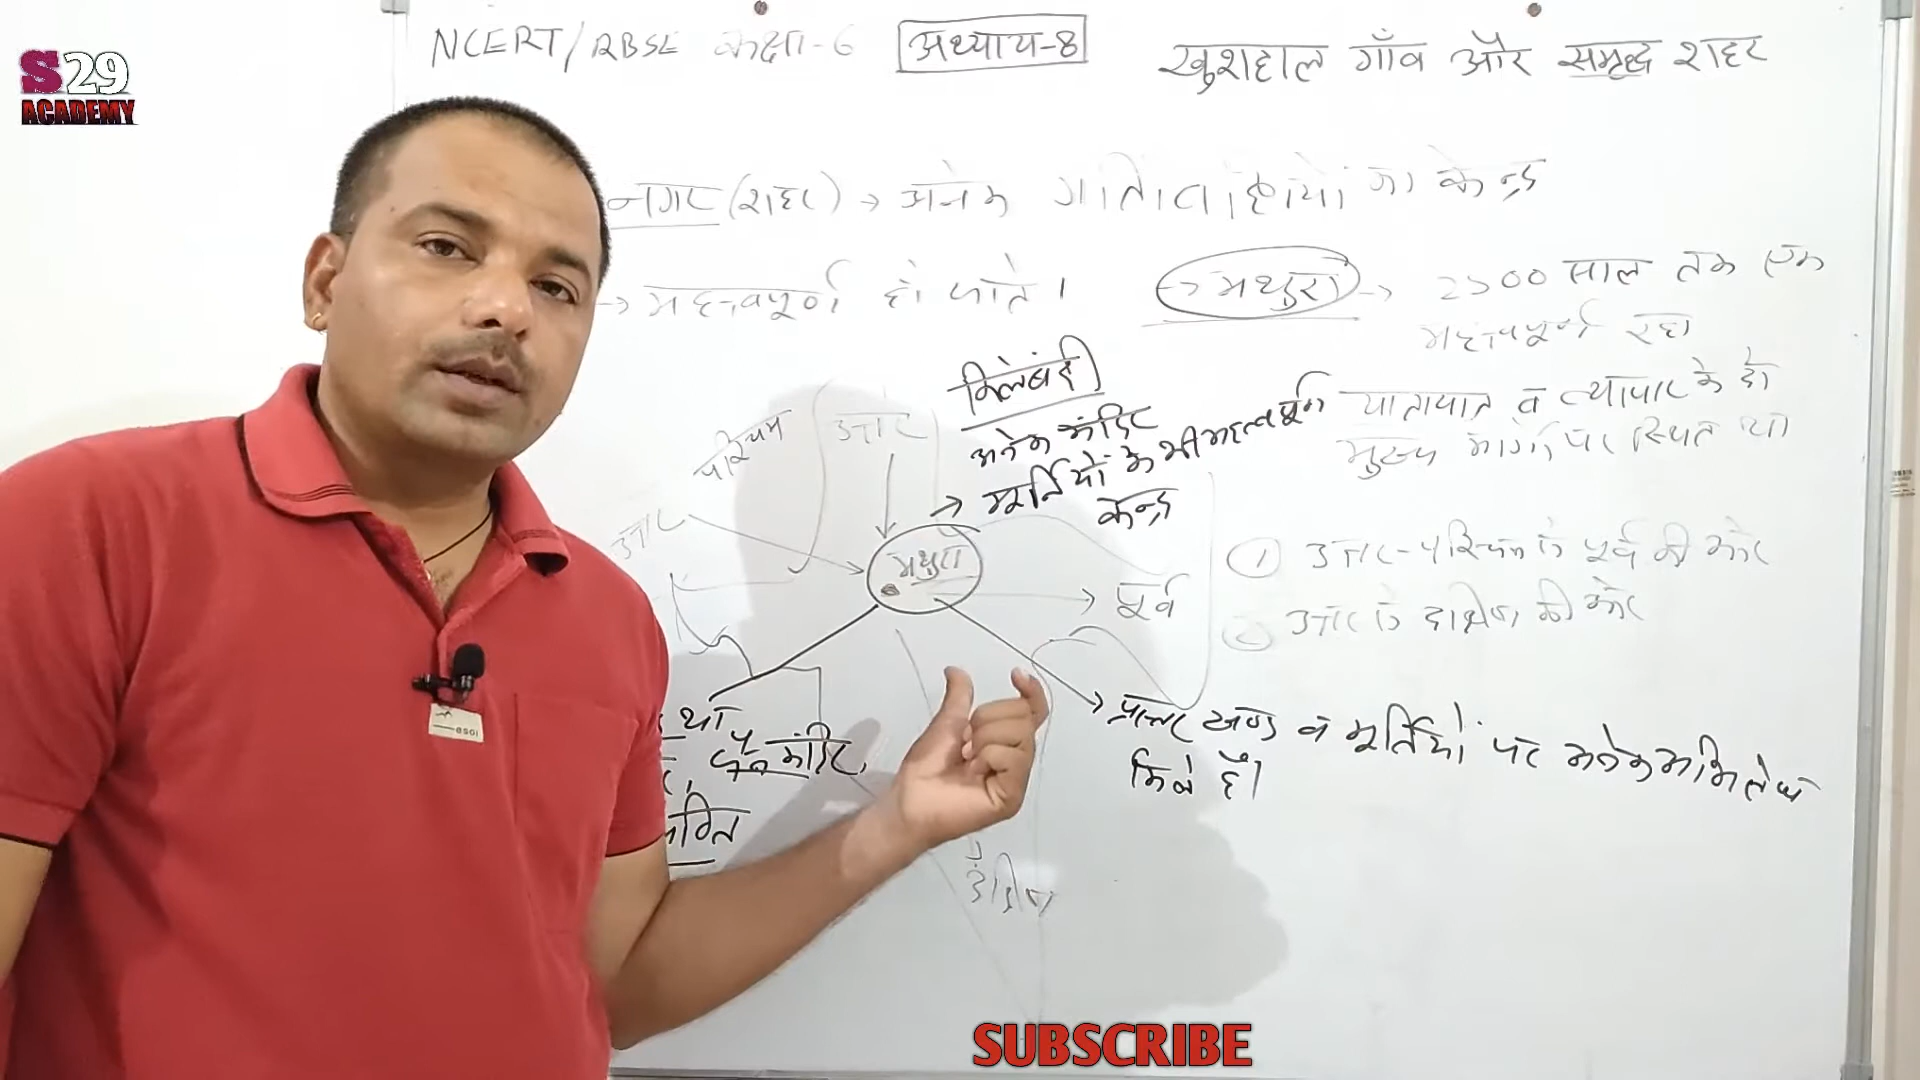 S29
ACADEMY
NCERT/RBSE कक्षा-6 अध्याय-8 खुशहाल गाँव और समृद्ध शहर
नगर (शहर) → अनेक गतिविधियों का केन्द्र
→ महत्वपूर्ण हो जाते।
→ मथुरा → 2500 साल तक एक
महत्वपूर्ण रहा
यातायात व व्यापार के दो
मुख्य मार्गों पर स्थित था
किलेबंदी
अनेक मंदिर
→ मूर्तियों के भी महत्वपूर्ण
केन्द्र
पश्चिम
उत्तर
उत्तर
मथुरा
→ पूर्व
① उत्तर-पश्चिम से पूर्व की ओर
② उत्तर से दक्षिण की ओर
→ प्रस्तर खण्ड व मूर्तियों पर अनेक अभिलेख
मिले हैं।
था
मंदिर,
दक्षिण
SUBSCRIBE